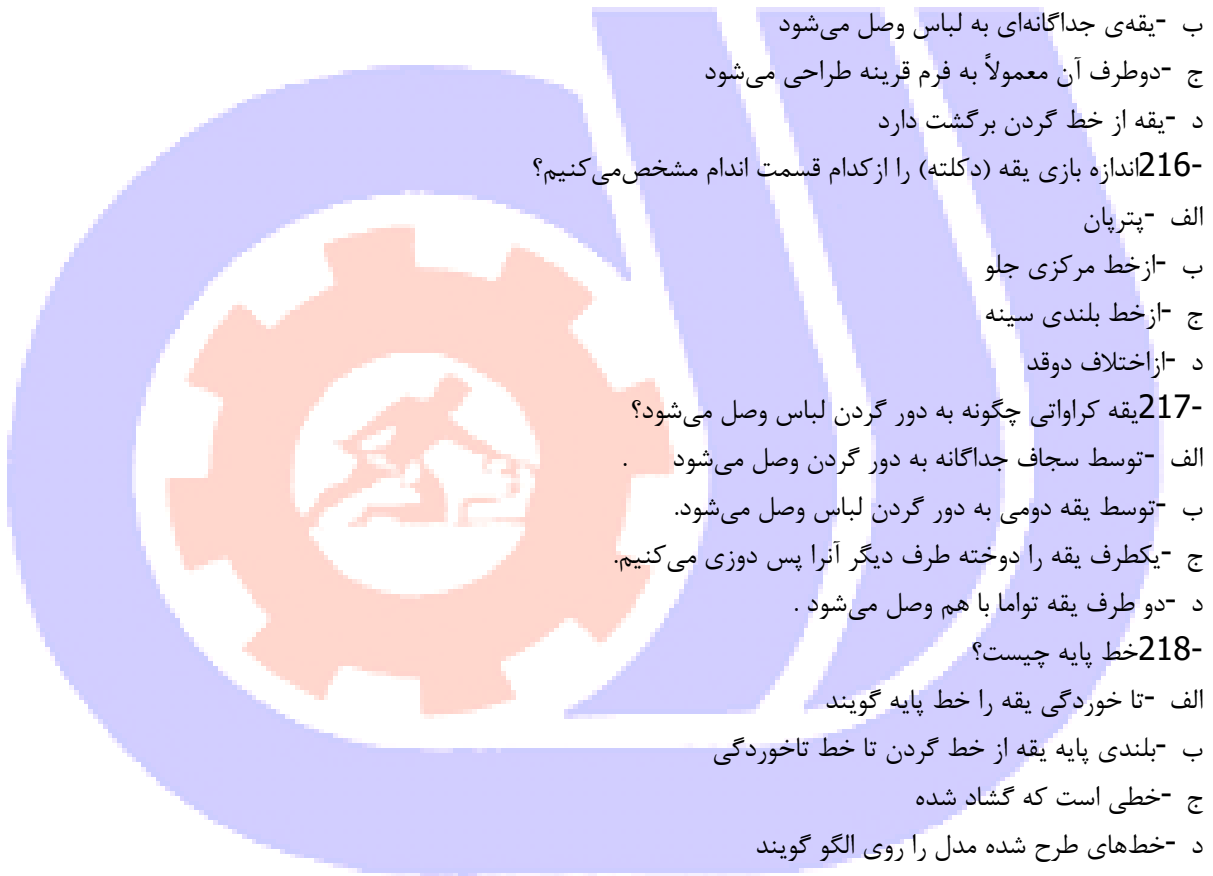 ب -یقه‌ی جداگانه‌ای به لباس وصل می‌شود
ج -دوطرف آن معمولاً به فرم قرینه طراحی می‌شود
د -یقه از خط گردن برگشت دارد
216-اندازه بازی یقه (دکلته) را ازکدام قسمت اندام مشخص‌می‌کنیم؟
الف -پترپان
ب -ازخط مرکزی جلو
ج -ازخط بلندی سینه
د -ازاختلاف دوقد
217-یقه کراواتی چگونه به دور گردن لباس وصل می‌شود؟
الف -توسط سجاف جداگانه به دور گردن وصل می‌شود .
ب -توسط یقه دومی به دور گردن لباس وصل می‌شود.
ج -یکطرف یقه را دوخته طرف دیگر آنرا پس دوزی می‌کنیم.
د -دو طرف یقه تواما با هم وصل می‌شود .
218-خط پایه چیست؟
الف -تا خوردگی یقه را خط پایه گویند
ب -بلندی پایه یقه از خط گردن تا خط تاخوردگی
ج -خطی است که گشاد شده
د -خط‌های طرح شده مدل را روی الگو گویند